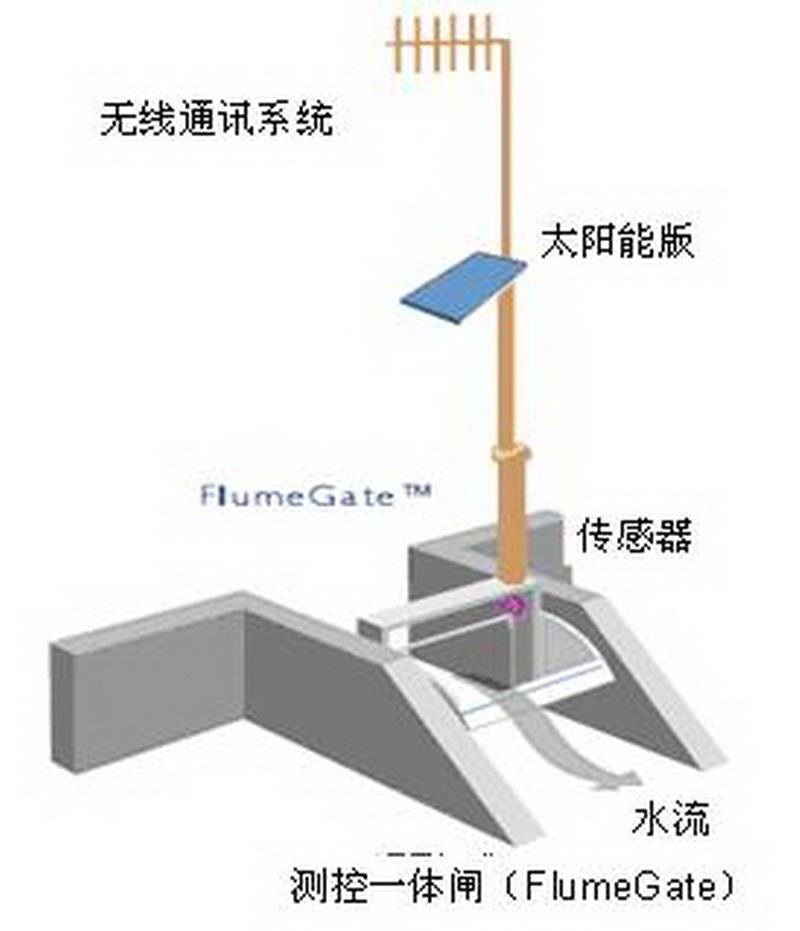 无线通讯系统
太阳能版
FlumeGate™
传感器
水流
测控一体闸（FlumeGate）